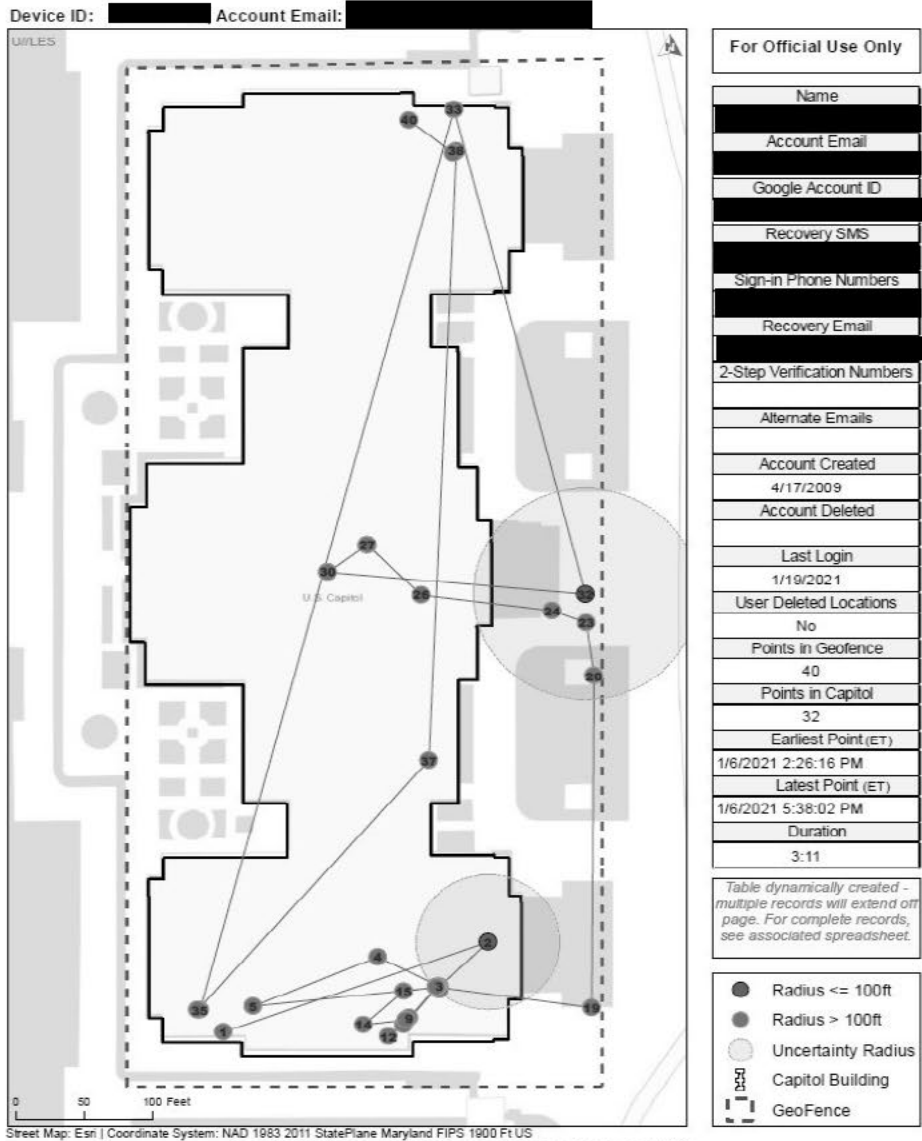 Device ID: Account Email:
U//LES
For Official Use Only
Name
Account Email
Google Account ID
Recovery SMS
Sign-in Phone Numbers
Recovery Email
2-Step Verification Numbers
Alternate Emails
Account Created
4/17/2009
Account Deleted
Last Login
1/19/2021
User Deleted Locations
No
Points in Geofence
40
Points in Capitol
32
Earliest Point (ET)
1/6/2021 2:26:16 PM
Latest Point (ET)
1/6/2021 5:38:02 PM
Duration
3:11
Table dynamically created -
multiple records will extend off
page. For complete records,
see associated spreadsheet.
Radius <= 100ft
Radius > 100ft
Uncertainty Radius
Capitol Building
GeoFence
33
40
38
27
30
U.S. Capitol
26
32
24
23
20
37
2
4
3
15
5
19
9
14
1
12
0 50 100 Feet
Street Map: Esri | Coordinate System: NAD 1983 2011 StatePlane Maryland FIPS 1900 Ft US